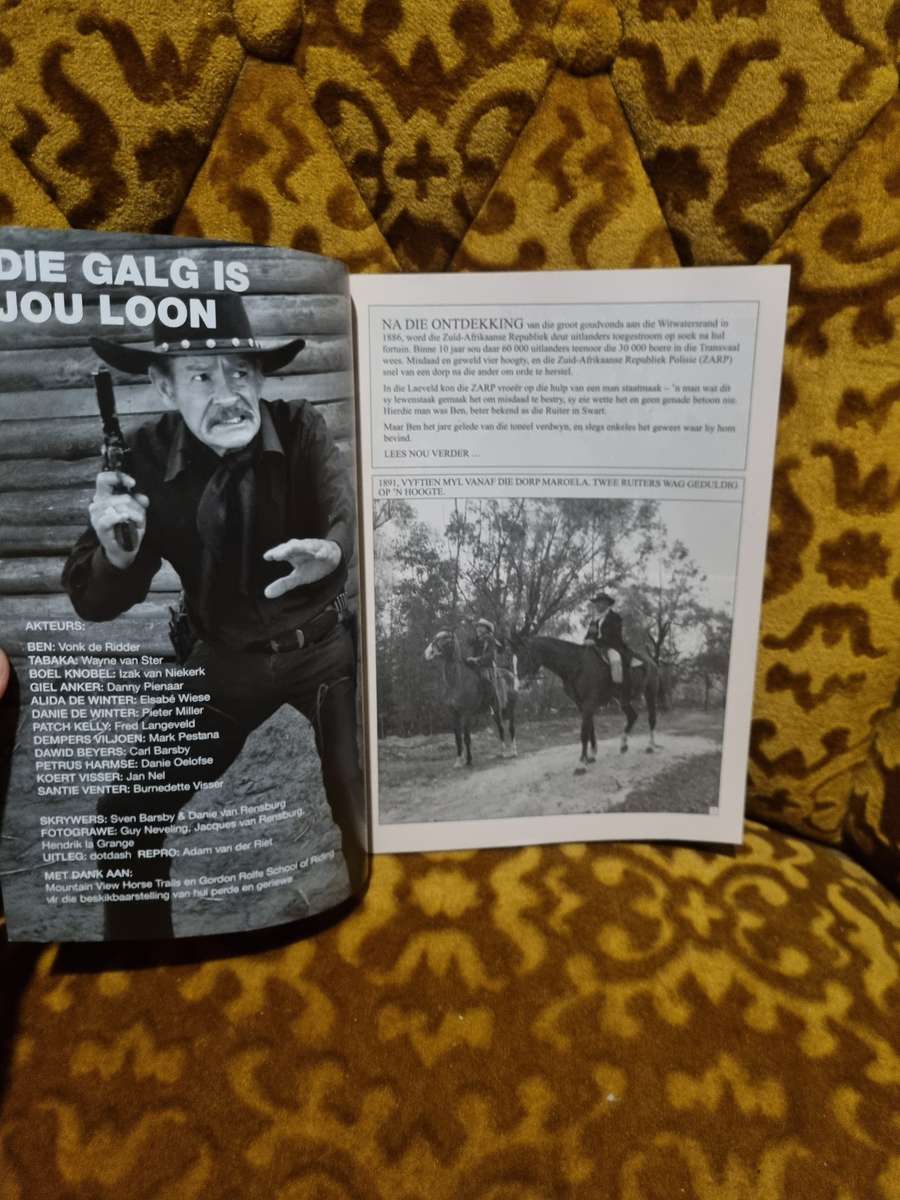 DIE GALG IS
JOU LOON
AKTEURS:
BEN: Vonk de Ridder
TABAKA: Wayne van Ster
BOEL KNOBEL: Izak van Niekerk
GIEL ANKER: Danny Pienaar
ALIDA DE WINTER: Elsabé Wiese
DANIE DE WINTER: Pieter Miller
PATCH KELLY: Fred Langeveld
DEMPERS VILJOEN: Mark Pestana
DAWID BEYERS: Carl Barsby
PETRUS HARMSE: Danie Oelofse
KOERT VISSER: Jan Nel
SANTIE VENTER: Burnedette Visser
SKRYWERS: Sven Barsby & Danie van Rensburg
FOTOGRAWE: Guy Neveling, Jacques van Rensburg,
Hendrik la Grange
UITLEG: dotdash REPRO: Adam van der Riet
MET DANK AAN:
Mountain View Horse Trails en Gordon Rolfe School of Riding
vir die beskikbaarstelling van hul perde en geriewe
NA DIE ONTDEKKING van die groot goudvonds aan die Witwatersrand in
1886, word die Zuid-Afrikaanse Republiek deur uitlanders toegestroom op soek na hul
fortuin. Binne 10 jaar sou daar 60 000 uitlanders teenoor die 30 000 boere in die Transvaal
wees. Misdaad en geweld vier hoogty, en die Zuid-Afrikaanse Republiek Polisie (ZARP)
snel van een dorp na die ander om orde te herstel.
In die Laeveld kon die ZARP vroeër op die hulp van een man staatmaak – 'n man wat dit
sy lewenstaak gemaak het om misdaad te bestry, sy eie wette het en geen genade betoon nie.
Hierdie man was Ben, beter bekend as die Ruiter in Swart.
Maar Ben het jare gelede van die toneel verdwyn, en slegs enkeles het geweet waar hy hom
bevind.
LEES NOU VERDER ...
1891, VYFTIEN MYL VANAF DIE DORP MAROELA. TWEE RUITERS WAG GEDULDIG
OP 'N HOOGTE.